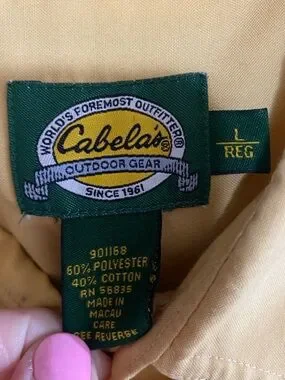 WORLD'S FOREMOST OUTFITTER®
Cabela's®
OUTDOOR GEAR
SINCE 1961
L
REG
901168
60% POLYESTER
40% COTTON
RN 56835
MADE IN
MACAU
CARE
SEE REVERSE